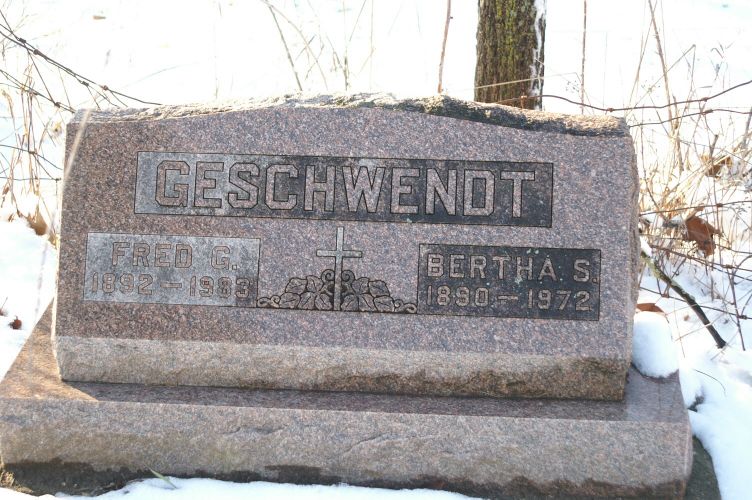 GESCHWENDT
FRED G.
1892 – 1983
BERTHA S.
1890 – 1972